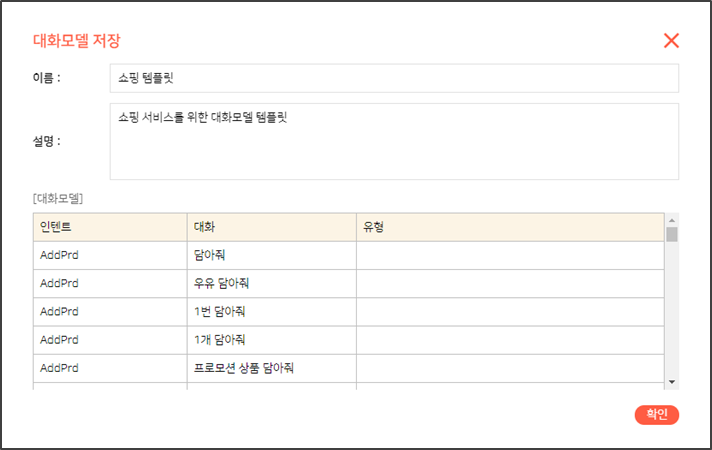 대화모델 저장
이름 :
쇼핑 템플릿
설명 :
쇼핑 서비스를 위한 대화모델 템플릿
[대화모델]
인텐트 대화 유형
AddPrd 담아줘
AddPrd 우유 담아줘
AddPrd 1번 담아줘
AddPrd 1개 담아줘
AddPrd 프로모션 상품 담아줘
확인